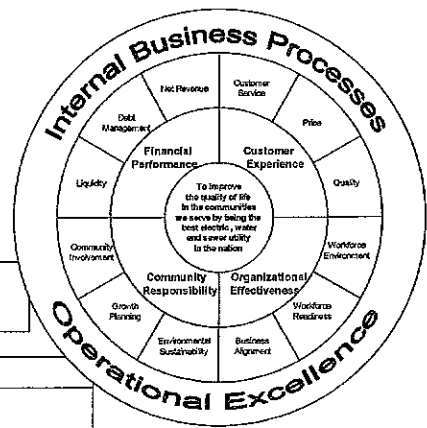 Internal Business Processes
Net Revenue
Customer
Service
Debt
Management
Price
Financial
Performance
Customer
Experience
Liquidity
Quality
To improve
the quality of life
in the communities
we serve by being the
best electric, water
and sewer utility
in the nation
Community
Involvement
Workforce
Environment
Community
Responsibility
Organizational
Effectiveness
Growth
Planning
Workforce
Readiness
Environmental
Sustainability
Business
Alignment
Operational Excellence